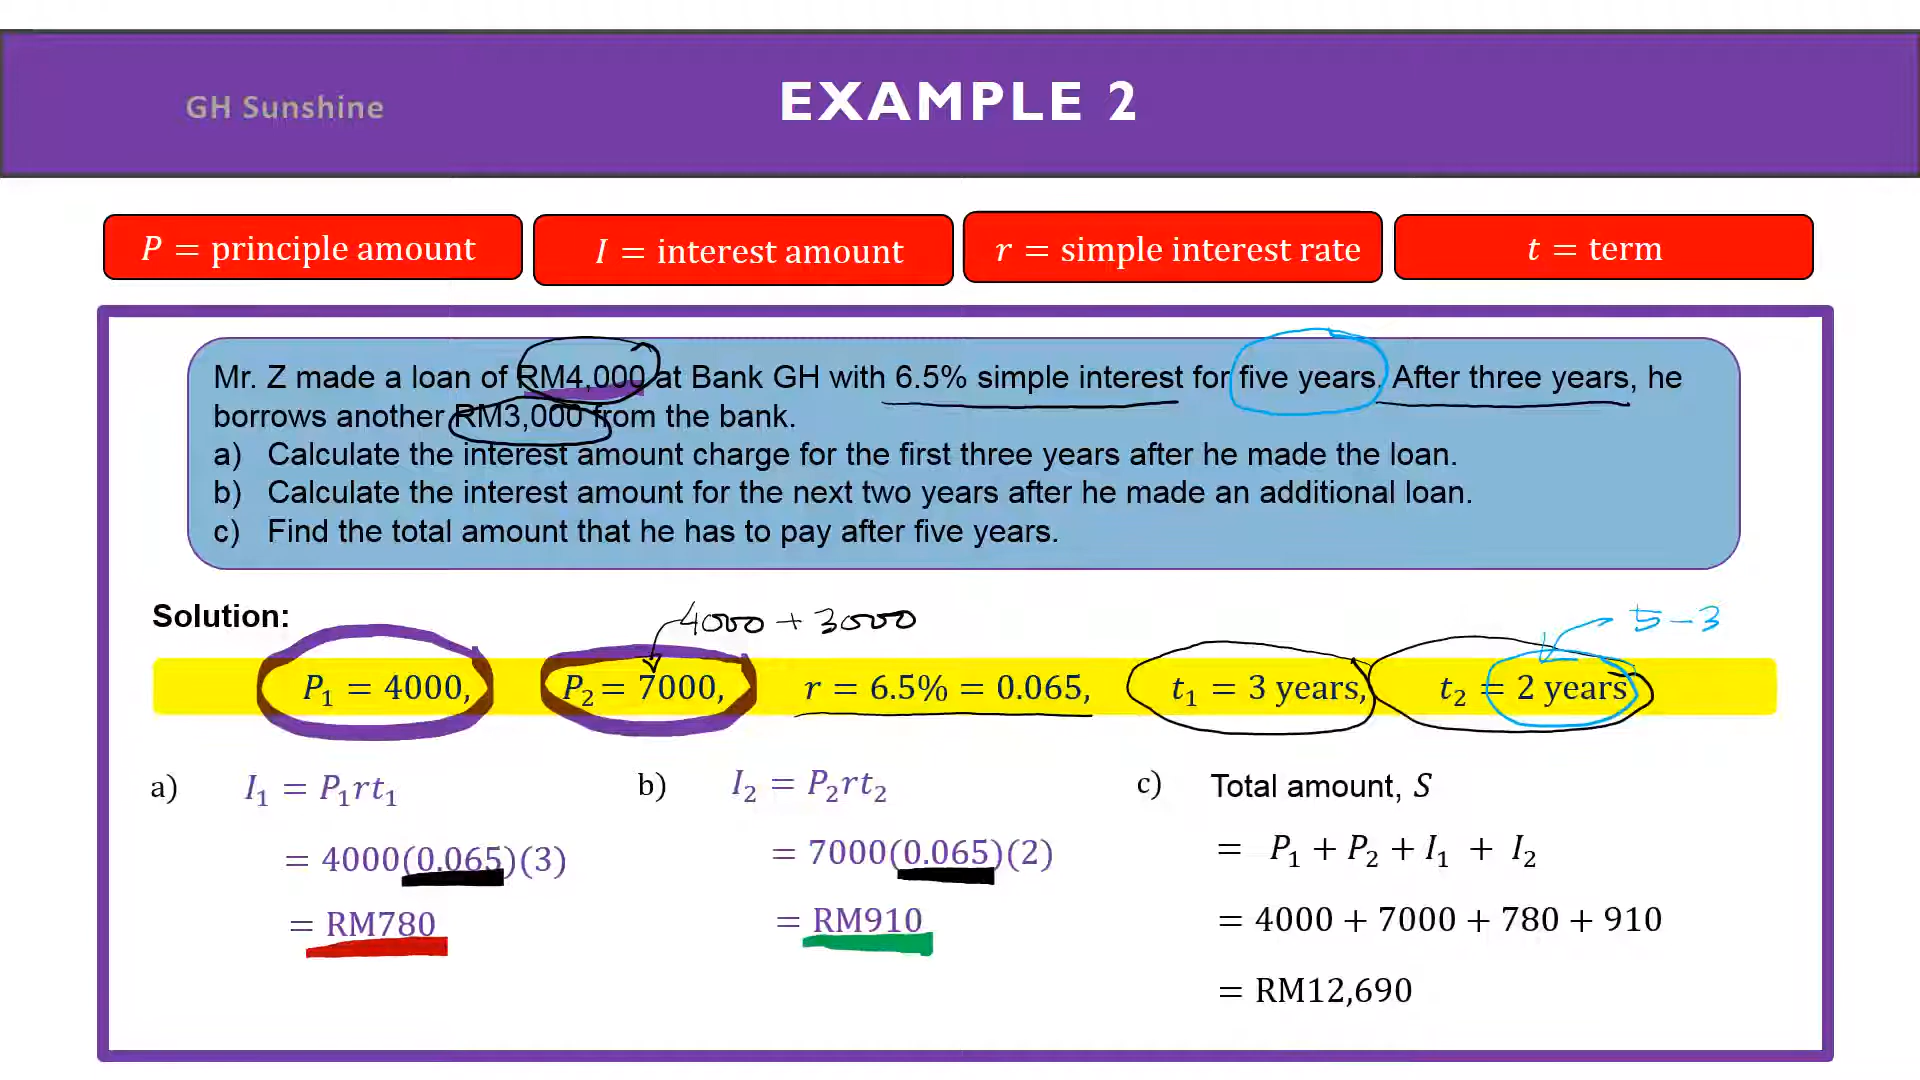 GH Sunshine
EXAMPLE 2
P = principle amount
I = interest amount
r = simple interest rate
t = term
Mr. Z made a loan of RM4,000 at Bank GH with 6.5% simple interest for five years. After three years, he
borrows another RM3,000 from the bank.
a) Calculate the interest amount charge for the first three years after he made the loan.
b) Calculate the interest amount for the next two years after he made an additional loan.
c) Find the total amount that he has to pay after five years.
Solution:
4000 + 3000
5 - 3
P₁ = 4000, P₂ = 7000, r = 6.5% = 0.065, t₁ = 3 years, t₂ = 2 years
a) I₁ = P₁rt₁
= 4000(0.065)(3)
= RM780
b) I₂ = P₂rt₂
= 7000(0.065)(2)
= RM910
c) Total amount, S
= P₁ + P₂ + I₁ + I₂
= 4000 + 7000 + 780 + 910
= RM12,690